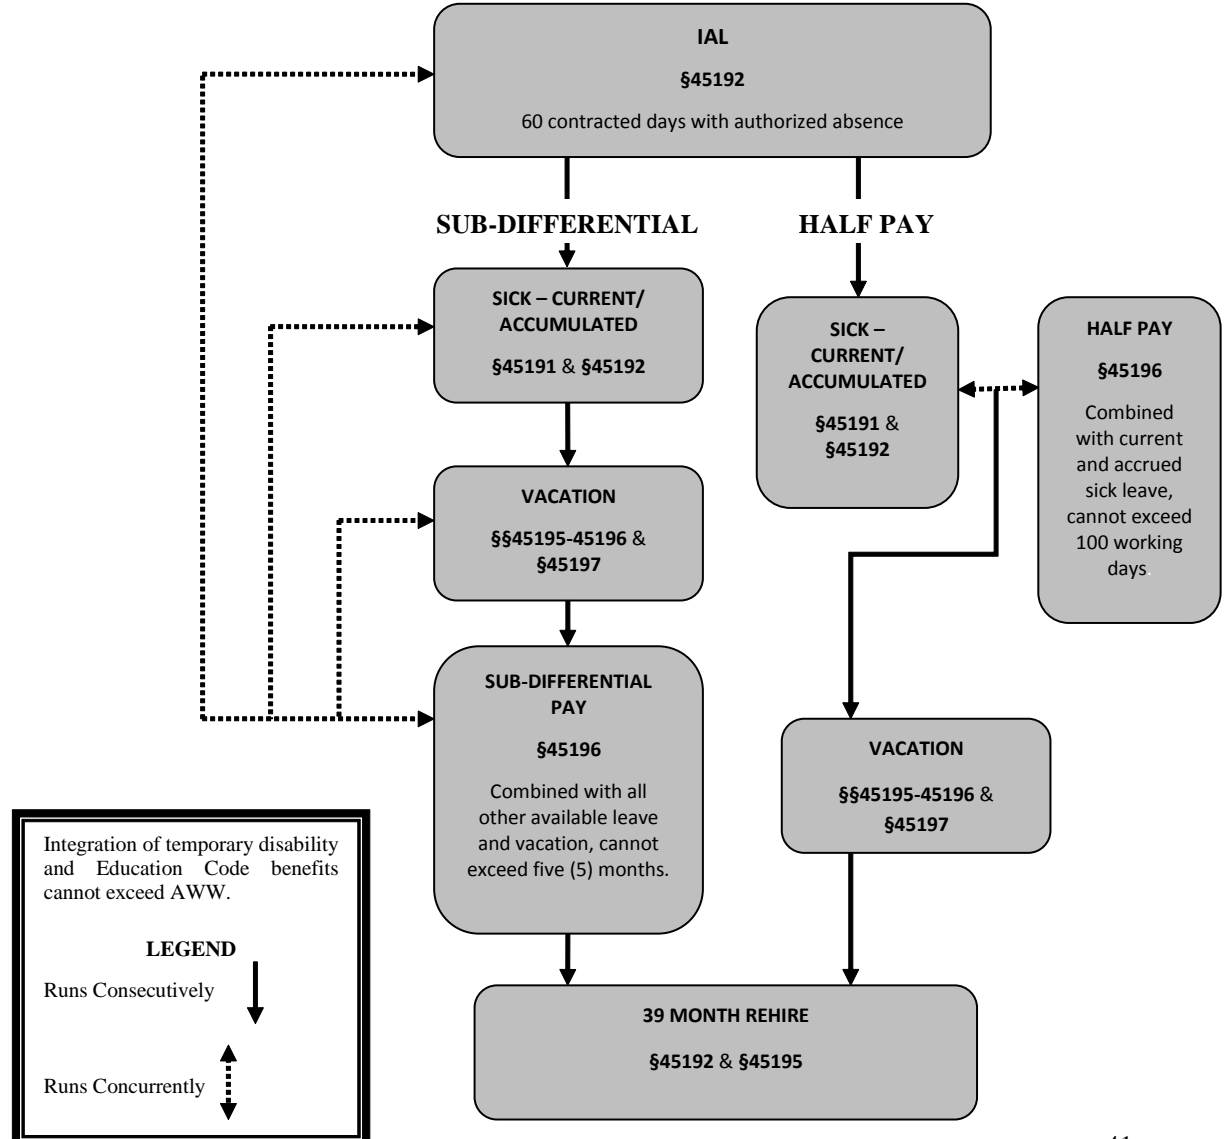 IAL
§45192
60 contracted days with authorized absence
SUB-DIFFERENTIAL
HALF PAY
SICK – CURRENT/
ACCUMULATED
§45191 & §45192
SICK –
CURRENT/
ACCUMULATED
§45191 &
§45192
HALF PAY
§45196
Combined
with current
and accrued
sick leave,
cannot exceed
100 working
days.
VACATION
§§45195-45196 &
§45197
SUB-DIFFERENTIAL
PAY
§45196
Combined with all
other available leave
and vacation, cannot
exceed five (5) months.
VACATION
§§45195-45196 &
§45197
39 MONTH REHIRE
§45192 & §45195
Integration of temporary disability
and Education Code benefits
cannot exceed AWW.
LEGEND
Runs Consecutively
Runs Concurrently